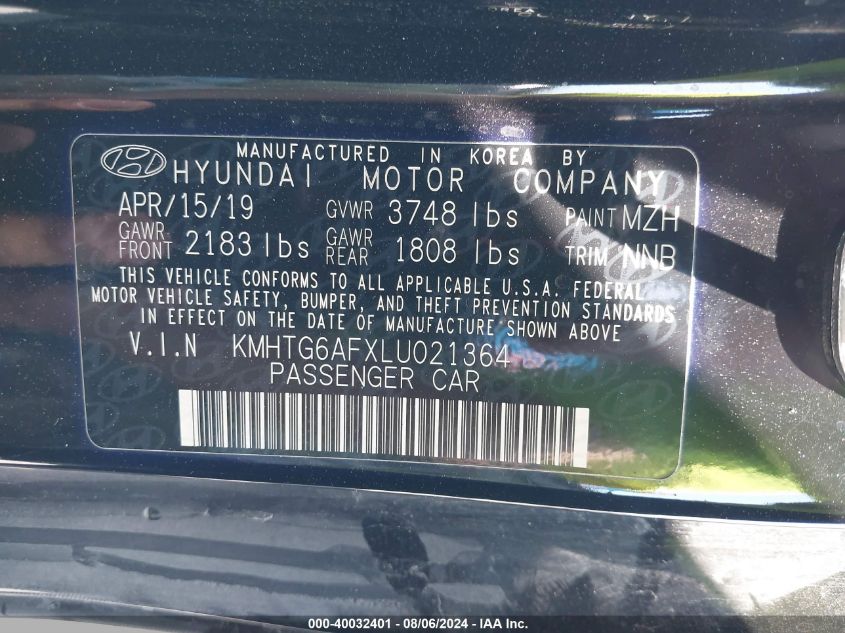 MANUFACTURED IN KOREA BY
HYUNDAI MOTOR COMPANY
APR/15/19 GVWR 3748 lbs PAINT MZH
GAWR FRONT 2183 lbs GAWR REAR 1808 lbs TRIM NNB
THIS VEHICLE CONFORMS TO ALL APPLICABLE U.S.A. FEDERAL
MOTOR VEHICLE SAFETY, BUMPER, AND THEFT PREVENTION STANDARDS
IN EFFECT ON THE DATE OF MANUFACTURE SHOWN ABOVE
V.I.N KMHTG6AFXLU021364
PASSENGER CAR
000-40032401 - 08/06/2024 - IAA Inc.